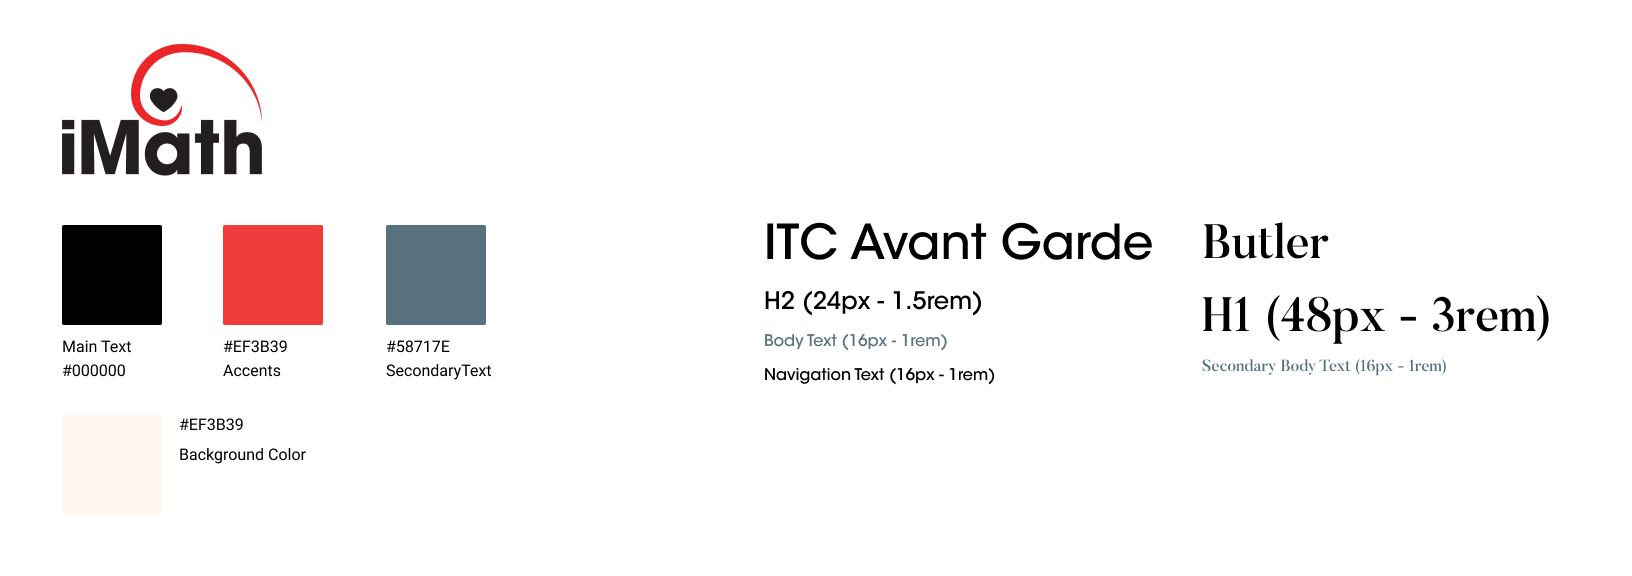 iMath
Main Text
#000000
#EF3B39
Accents
#58717E
SecondaryText
#EF3B39
Background Color
ITC Avant Garde
H2 (24px - 1.5rem)
Body Text (16px - 1rem)
Navigation Text (16px - 1rem)
Butler
H1 (48px - 3rem)
Secondary Body Text (16px - 1rem)